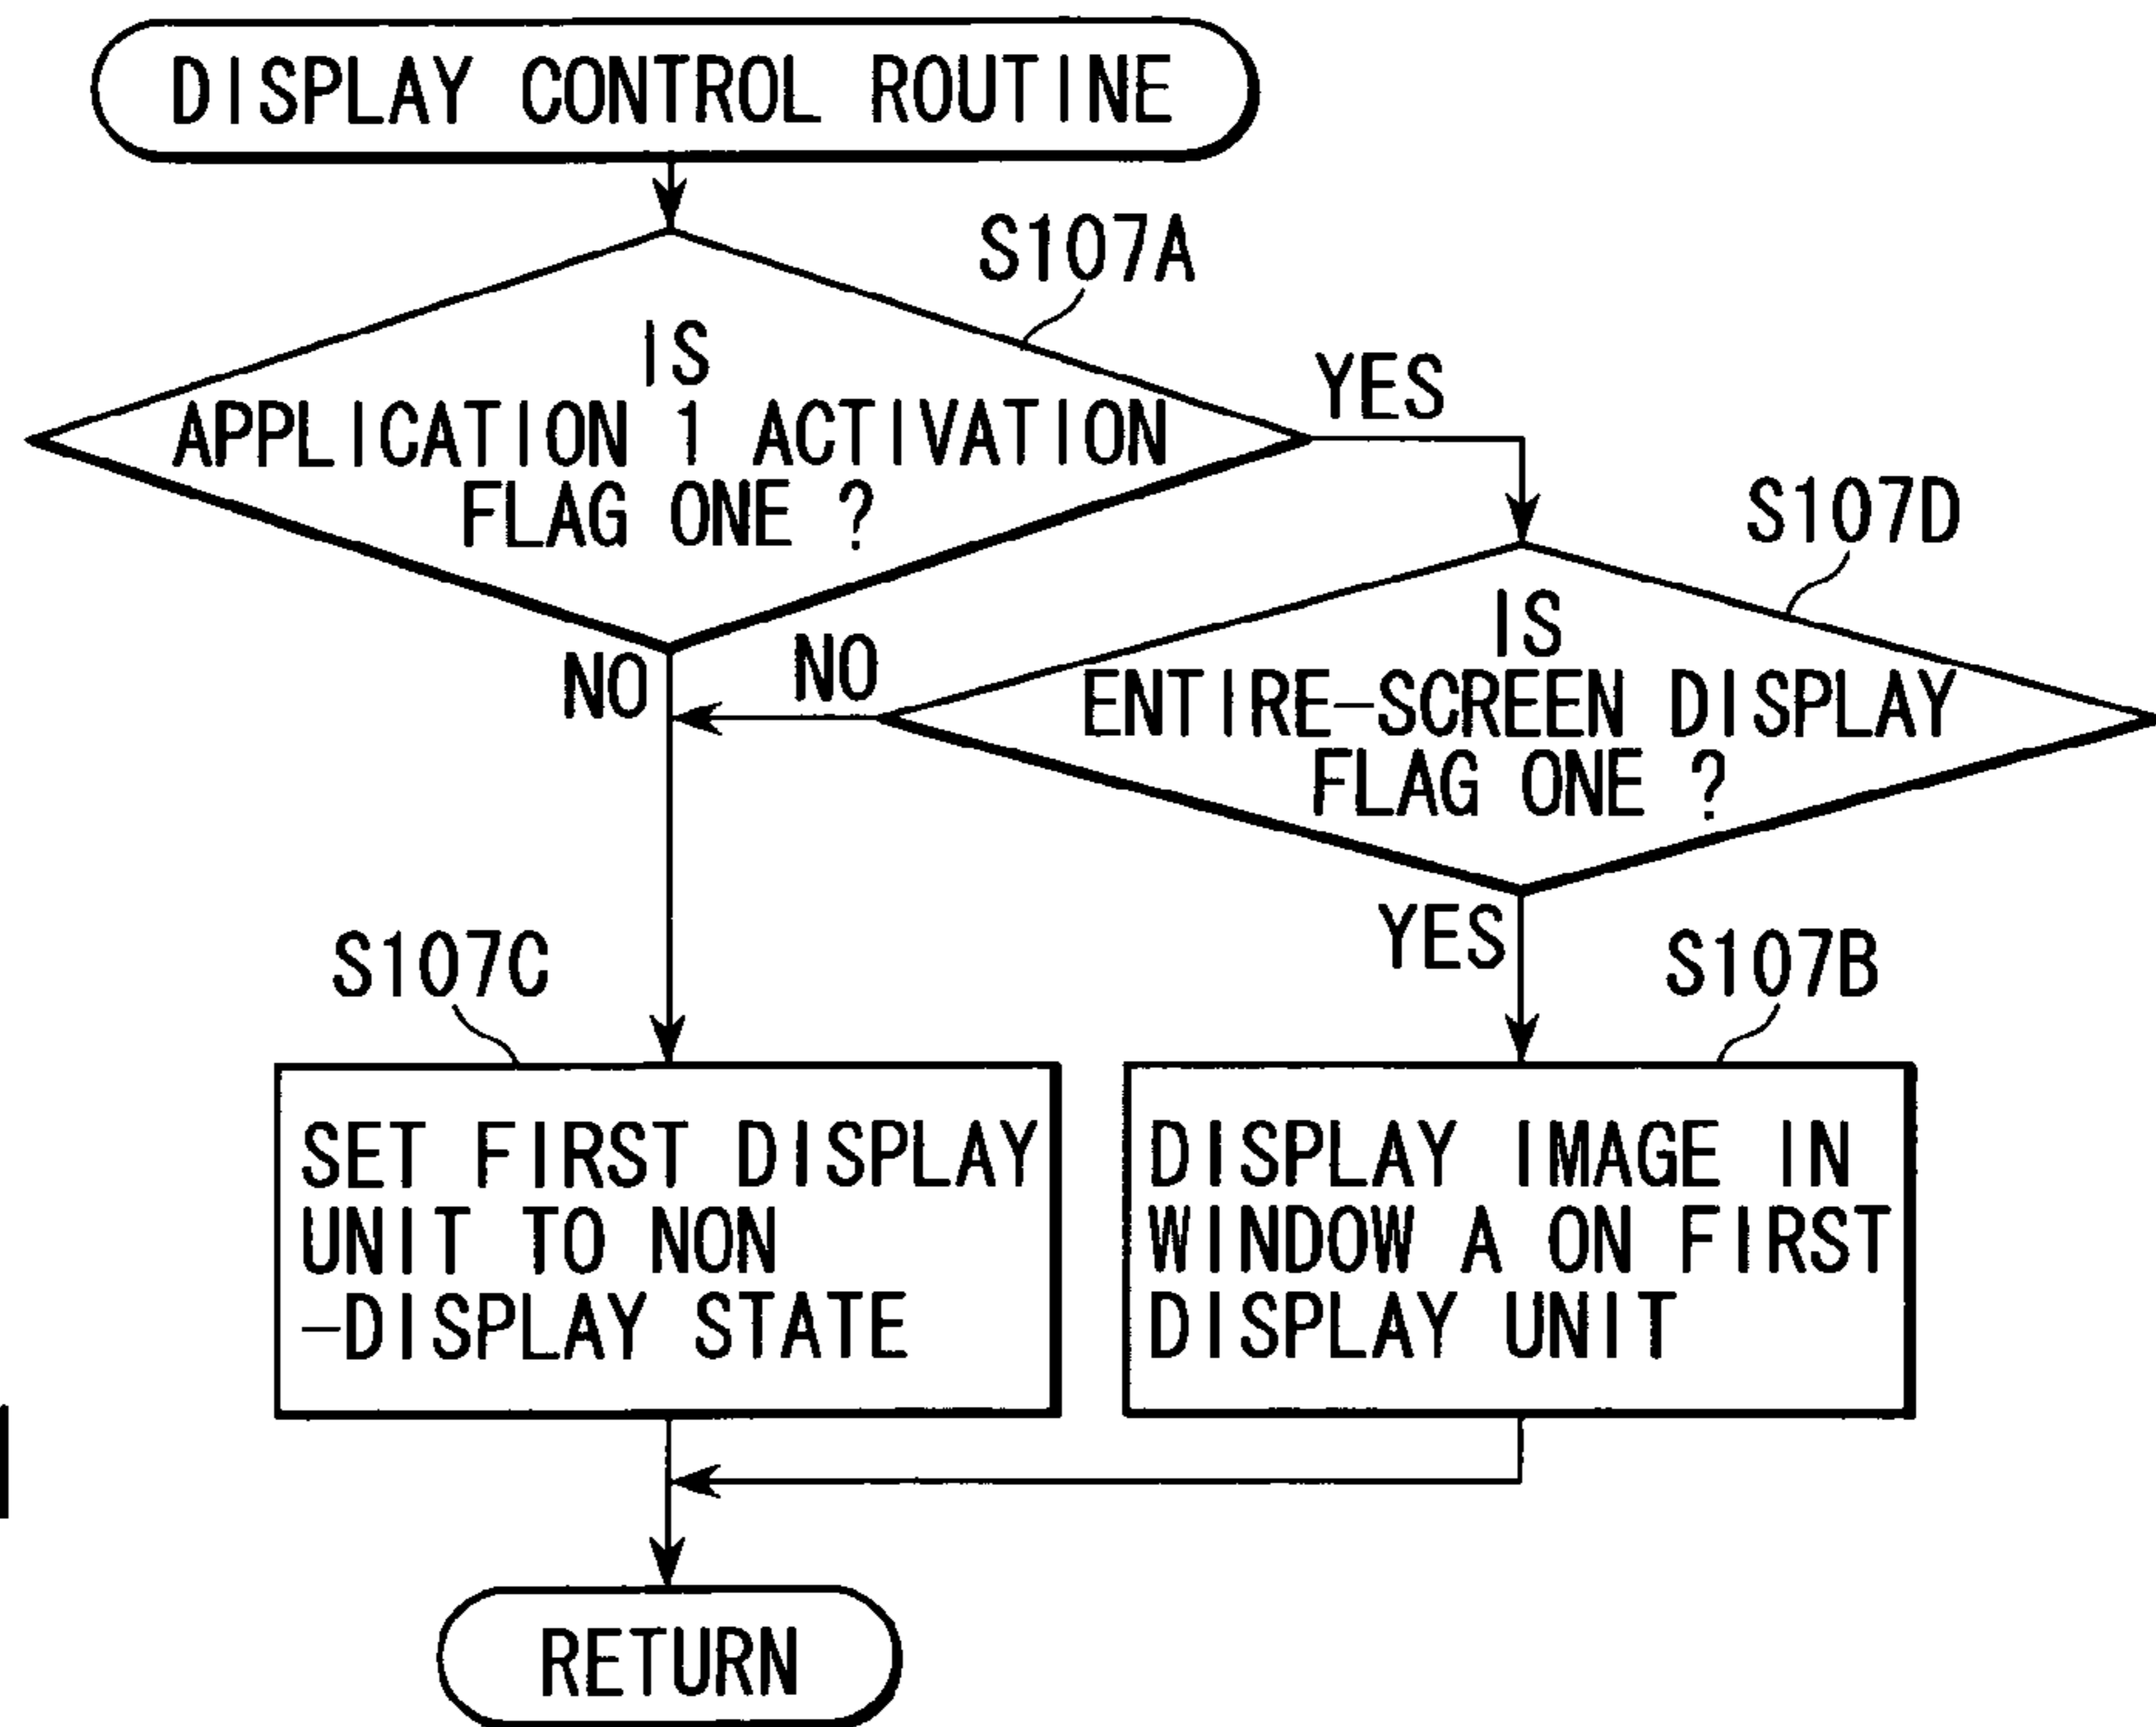 DISPLAY CONTROL ROUTINE
S107A
IS
APPLICATION 1 ACTIVATION
FLAG ONE ?
YES
NO
S107D
IS
ENTIRE-SCREEN DISPLAY
FLAG ONE ?
NO
YES
S107C
SET FIRST DISPLAY
UNIT TO NON
-DISPLAY STATE
S107B
DISPLAY IMAGE IN
WINDOW A ON FIRST
DISPLAY UNIT
RETURN